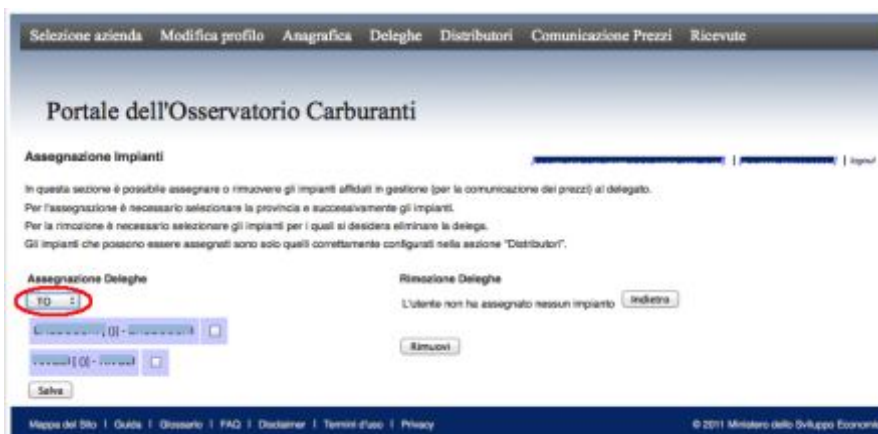 Selezione azienda Modifica profilo Anagrafica Deleghe Distributori Comunicazione Prezzi Ricevute
Portale dell'Osservatorio Carburanti
Assegnazione Impianti
| | logout
In questa sezione è possibile assegnare o rimuovere gli impianti affidati in gestione (per la comunicazione dei prezzi) al delegato.
Per l'assegnazione è necessario selezionare la provincia e successivamente gli impianti.
Per la rimozione è necessario selezionare gli impianti per i quali si desidera eliminare la delega.
Gli impianti che possono essere assegnati sono solo quelli correttamente configurati nella sezione "Distributori".
Assegnazione Deleghe
TO
Salva
Rimozione Deleghe
L'utente non ha assegnato nessun impianto Indietro
Rimuovi
Mappa del Sito | Guida | Glossario | FAQ | Disclaimer | Termini d'uso | Privacy
© 2011 Ministero dello Sviluppo Economi